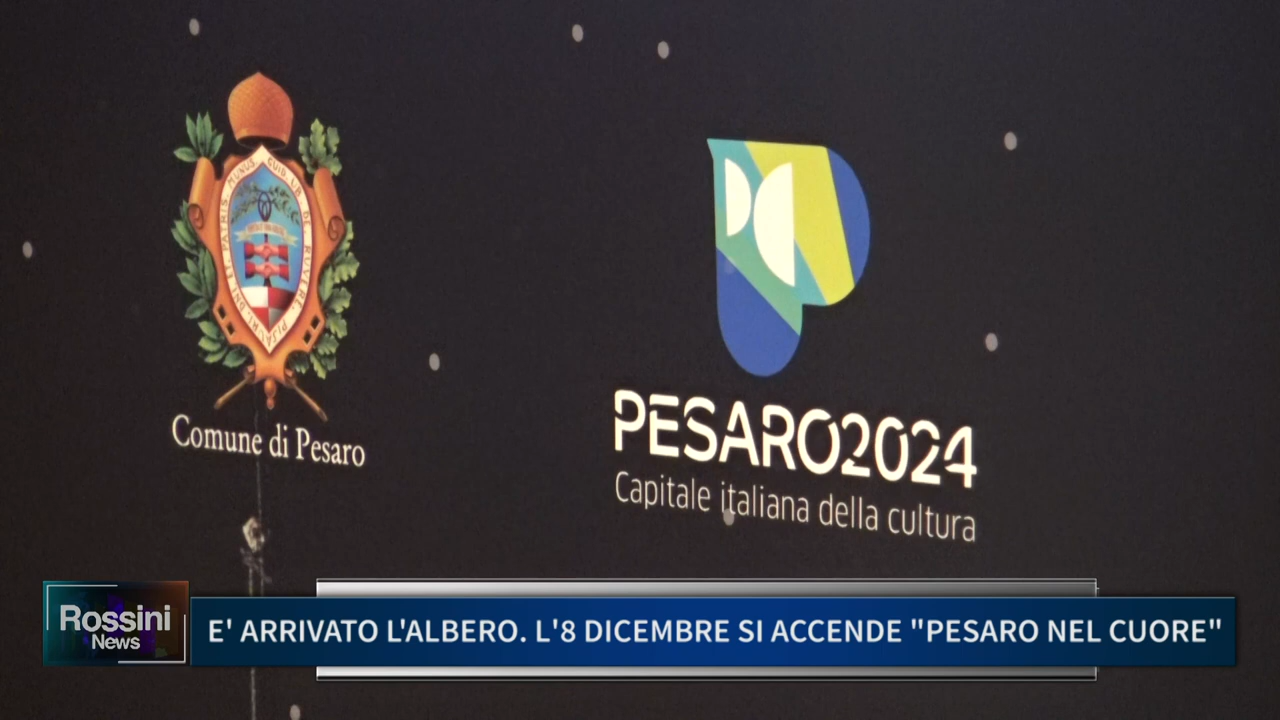 Comune di Pesaro
PESARO2024
Capitale italiana della cultura
Rossini
News
E' ARRIVATO L'ALBERO. L'8 DICEMBRE SI ACCENDE "PESARO NEL CUORE"